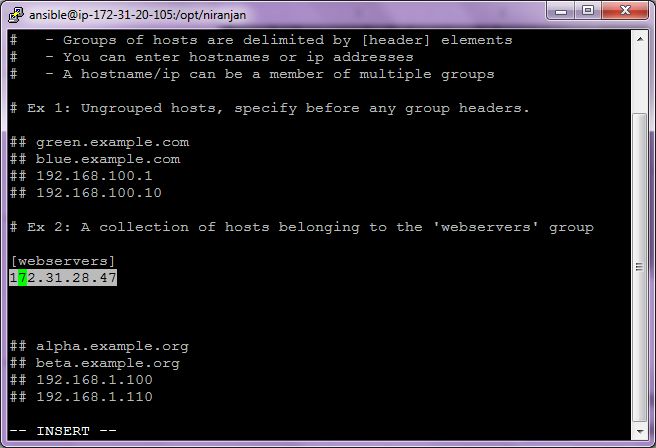 ansible@ip-172-31-20-105:/opt/niranjan
#   - Groups of hosts are delimited by [header] elements
#   - You can enter hostnames or ip addresses
#   - A hostname/ip can be a member of multiple groups
# Ex 1: Ungrouped hosts, specify before any group headers.
## green.example.com
## blue.example.com
## 192.168.100.1
## 192.168.100.10
# Ex 2: A collection of hosts belonging to the 'webservers' group
[webservers]
172.31.28.47
## alpha.example.org
## beta.example.org
## 192.168.1.100
## 192.168.1.110
-- INSERT --